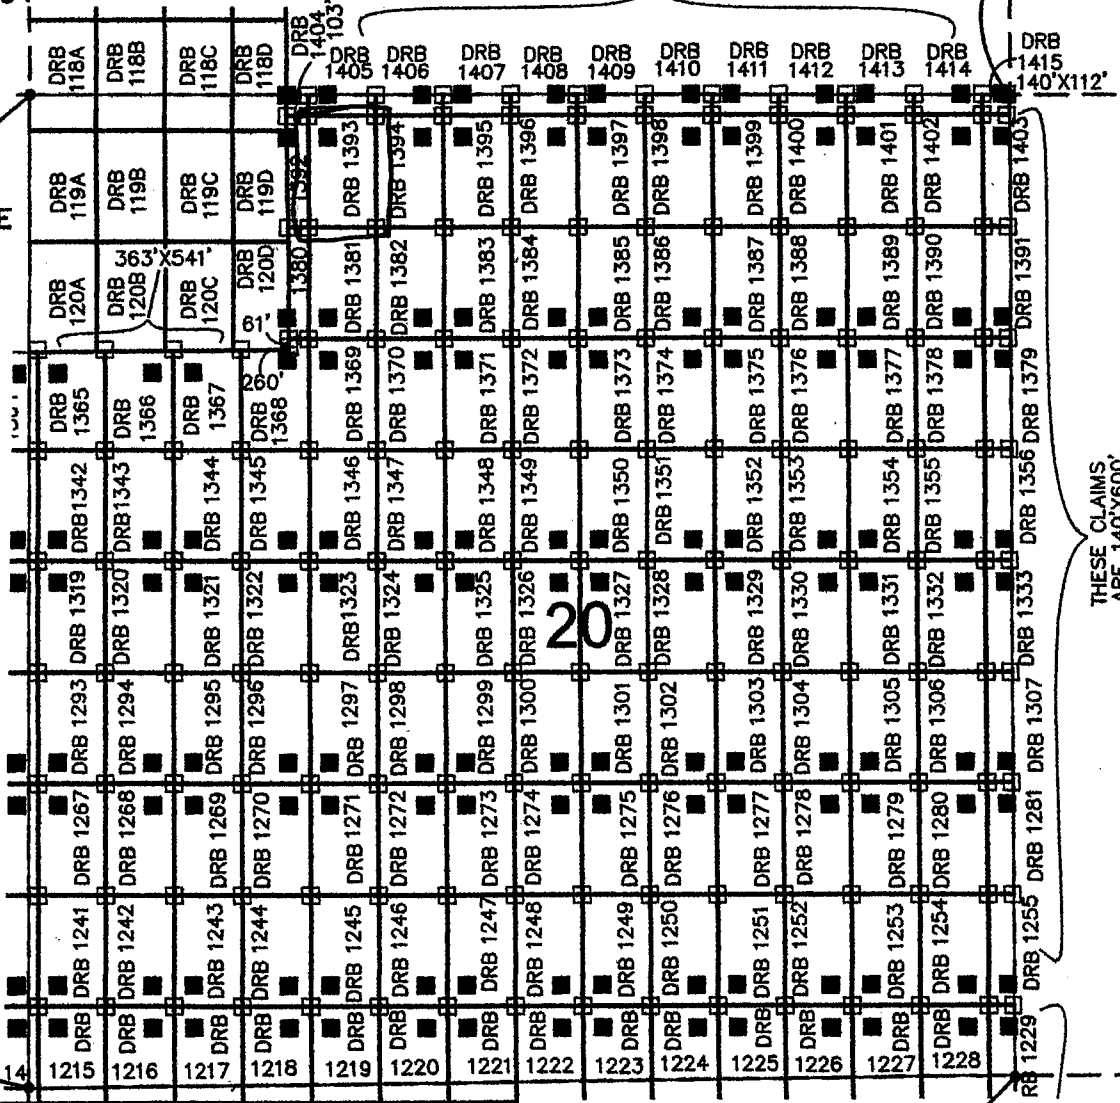 DRB 118A
DRB 118B
DRB 118C
DRB 118D
DRB 1404
103'
DRB 1405
DRB 1406
DRB 1407
DRB 1408
DRB 1409
DRB 1410
DRB 1411
DRB 1412
DRB 1413
DRB 1414
DRB 1415
140'X112'
DRB 119A
DRB 119B
DRB 119C
DRB 119D
1392
DRB 1393
DRB 1394
DRB 1395
DRB 1396
DRB 1397
DRB 1398
DRB 1399
DRB 1400
DRB 1401
DRB 1402
DRB 1403
363'X541'
DRB 120A
DRB 120B
DRB 120C
DRB 120D
1380
DRB 1381
DRB 1382
DRB 1383
DRB 1384
DRB 1385
DRB 1386
DRB 1387
DRB 1388
DRB 1389
DRB 1390
DRB 1391
61'
260'
DRB 1365
DRB 1366
DRB 1367
DRB 1368
DRB 1369
DRB 1370
DRB 1371
DRB 1372
DRB 1373
DRB 1374
DRB 1375
DRB 1376
DRB 1377
DRB 1378
DRB 1379
DRB1342
DRB1343
DRB 1344
DRB 1345
DRB 1346
DRB 1347
DRB 1348
DRB 1349
DRB 1350
DRB 1351
DRB 1352
DRB 1353
DRB 1354
DRB 1355
DRB 1356
THESE CLAIMS
ARE 140'X600'
DRB 1319
DRB 1320
DRB 1321
DRB 1322
DRB1323
DRB 1324
DRB 1325
DRB 1326
20
DRB 1327
DRB 1328
DRB 1329
DRB 1330
DRB 1331
DRB 1332
DRB 1333
DRB 1293
DRB 1294
DRB 1295
DRB 1296
DRB 1297
DRB 1298
DRB 1299
DRB 1300
DRB 1301
DRB 1302
DRB 1303
DRB 1304
DRB 1305
DRB 1306
DRB 1307
DRB 1267
DRB 1268
DRB 1269
DRB 1270
DRB 1271
DRB 1272
DRB 1273
DRB 1274
DRB 1275
DRB 1276
DRB 1277
DRB 1278
DRB 1279
DRB 1280
DRB 1281
DRB 1241
DRB 1242
DRB 1243
DRB 1244
DRB 1245
DRB 1246
DRB 1247
DRB 1248
DRB 1249
DRB 1250
DRB 1251
DRB 1252
DRB 1253
DRB 1254
DRB 1255
14
DRB 1215
DRB 1216
DRB 1217
DRB 1218
DRB 1219
DRB 1220
DRB 1221
DRB 1222
DRB 1223
DRB 1224
DRB 1225
DRB 1226
DRB 1227
DRB 1228
RB 1229